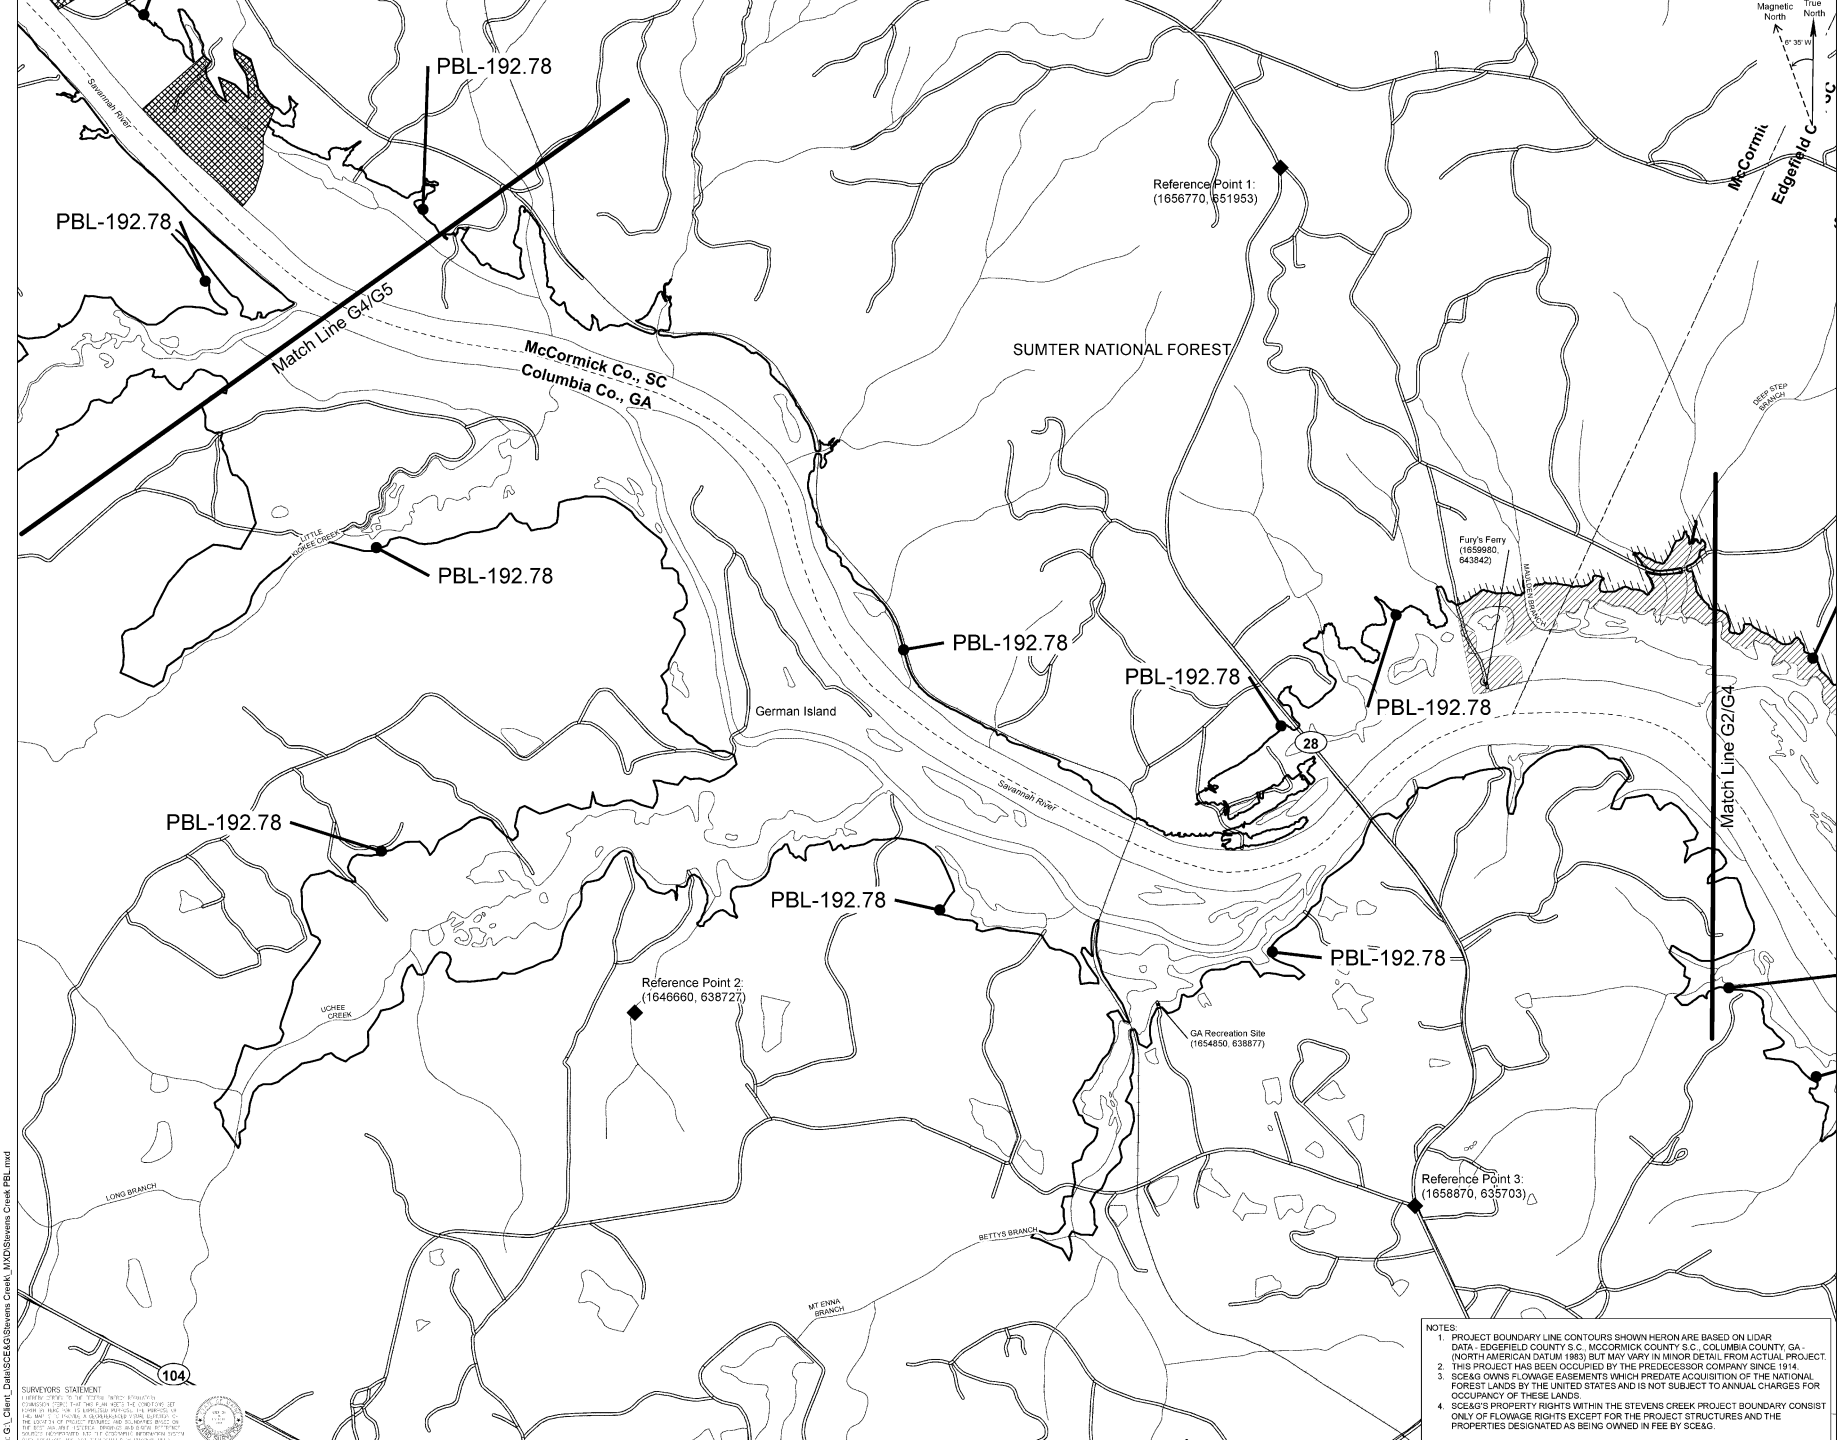 Magnetic
North
True
North
6° 35' W
PBL-192.78
Savannah River
McCormi
Edgefield C
SC
Reference Point 1:
(1656770, 651953)
PBL-192.78
Match Line G4/G5
McCormick Co., SC
Columbia Co., GA
SUMTER NATIONAL FOREST
DEEP STEP
BRANCH
LITTLE
KIOKEE CREEK
PBL-192.78
Fury's Ferry
(1659980,
643842)
MAULDEN BRANCH
PBL-192.78
PBL-192.78
PBL-192.78
German Island
28
Match Line G2/G4
Savannah River
PBL-192.78
PBL-192.78
PBL-192.78
Reference Point 2:
(1646660, 638727)
UCHEE
CREEK
GA Recreation Site
(1654850, 638877)
Reference Point 3:
(1658870, 635703)
LONG BRANCH
BETTYS BRANCH
MT ENNA
BRANCH
104
G:\_Client_Data\SCE&G\Stevens Creek\_MXD\Stevens Creek PBL.mxd
SURVEYORS STATEMENT
NOTES:
1. PROJECT BOUNDARY LINE CONTOURS SHOWN HERON ARE BASED ON LIDAR
DATA - EDGEFIELD COUNTY S.C., MCCORMICK COUNTY S.C., COLUMBIA COUNTY, GA -
(NORTH AMERICAN DATUM 1983) BUT MAY VARY IN MINOR DETAIL FROM ACTUAL PROJECT.
2. THIS PROJECT HAS BEEN OCCUPIED BY THE PREDECESSOR COMPANY SINCE 1914.
3. SCE&G OWNS FLOWAGE EASEMENTS WHICH PREDATE ACQUISITION OF THE NATIONAL
FOREST LANDS BY THE UNITED STATES AND IS NOT SUBJECT TO ANNUAL CHARGES FOR
OCCUPANCY OF THESE LANDS.
4. SCE&G'S PROPERTY RIGHTS WITHIN THE STEVENS CREEK PROJECT BOUNDARY CONSIST
ONLY OF FLOWAGE RIGHTS EXCEPT FOR THE PROJECT STRUCTURES AND THE
PROPERTIES DESIGNATED AS BEING OWNED IN FEE BY SCE&G.